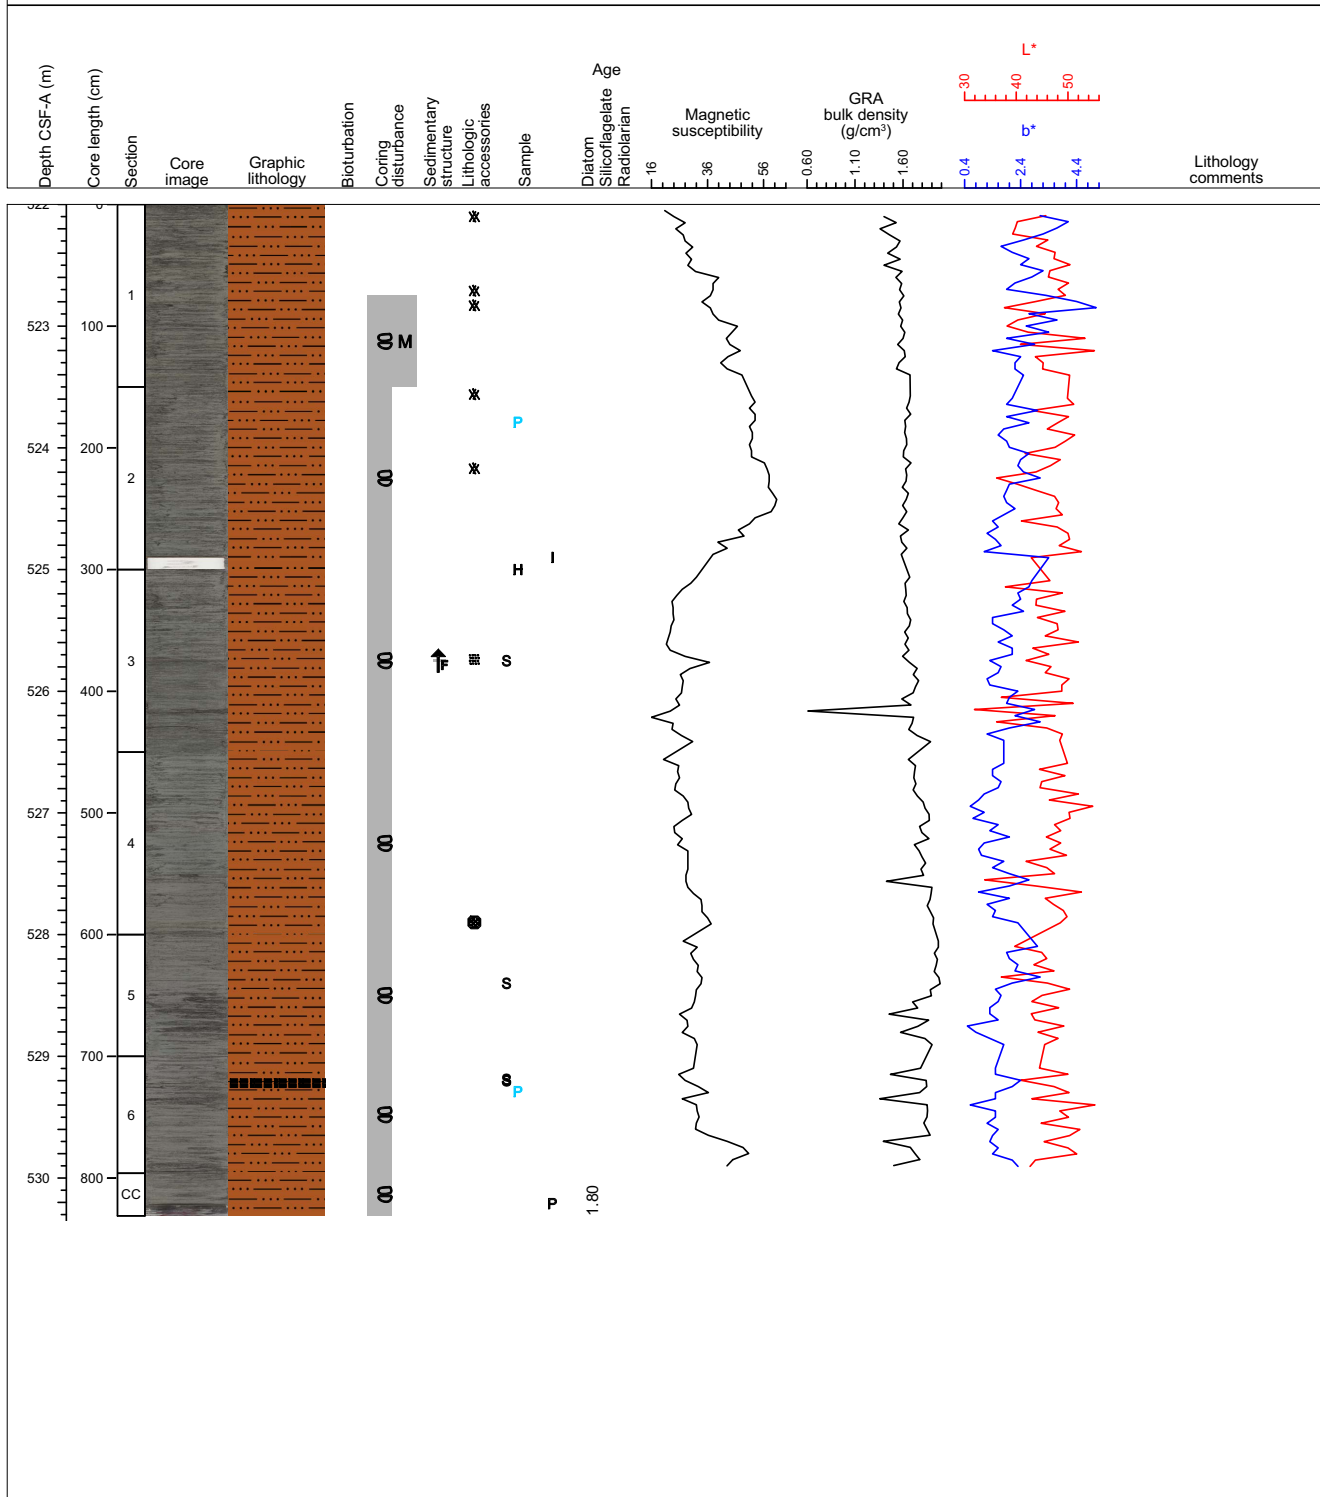 Depth CSF-A (m)
Core length (cm)
Section
Core
image
Graphic
lithology
Bioturbation
Coring
disturbance
Sedimentary
structure
Lithologic
accessories
Sample
Age
Diatom
Silicoflagelate
Radiolarian
Magnetic
susceptibility
16 36 56
GRA
bulk density
(g/cm³)
0.60 1.10 1.60
L*
30 40 50
b*
0.4 2.4 4.4
Lithology
comments
1
523 100
M
P
524 200
2
I
525 300
H
3
F
S
526 400
527 500
4
528 600
S
5
529 700
S
P
6
530 800
CC
P
1.80